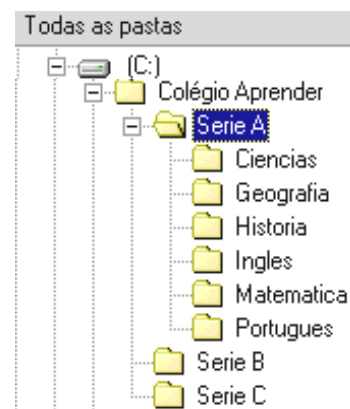 Todas as pastas
(C:)
Colégio Aprender
Serie A
Ciencias
Geografia
Historia
Ingles
Matematica
Portugues
Serie B
Serie C